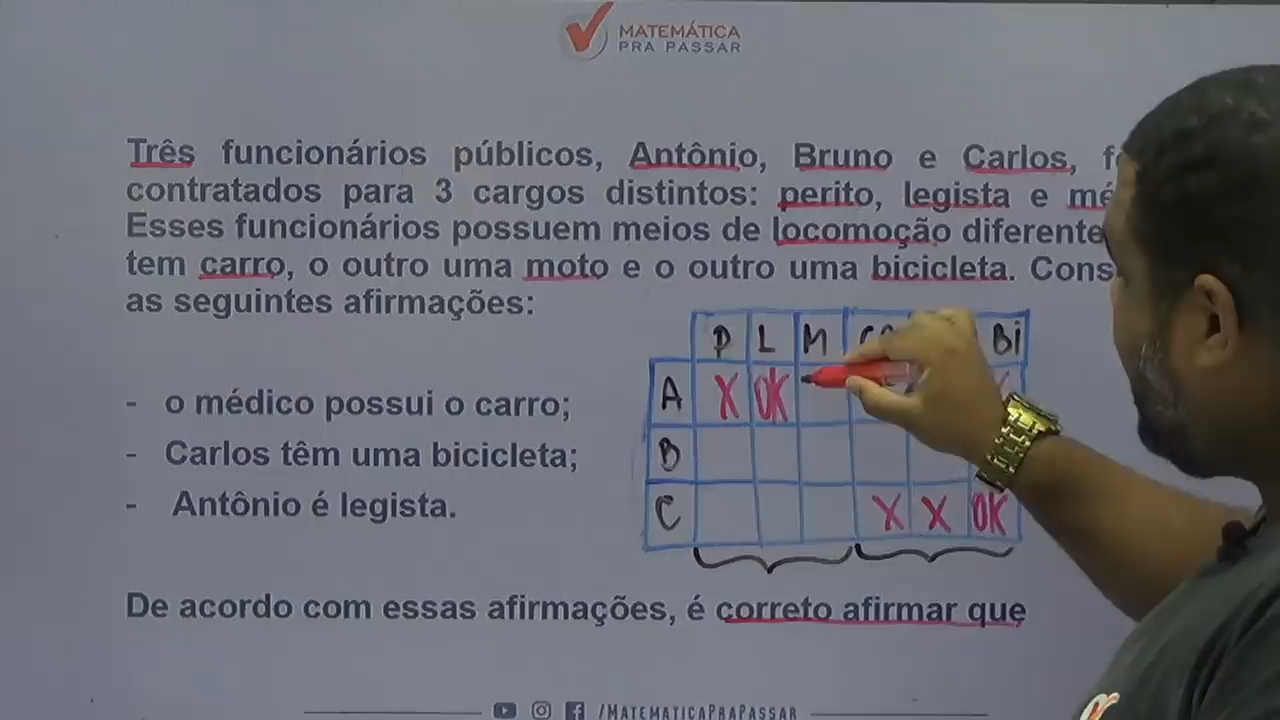 MATEMÁTICA
PRA PASSAR
Três funcionários públicos, Antônio, Bruno e Carlos,
contratados para 3 cargos distintos: perito, legista e
Esses funcionários possuem meios de locomoção
tem carro, o outro uma moto e o outro uma bicicleta.
as seguintes afirmações:
P L M Bi
A X OK
B
C X X OK
- o médico possui o carro;
- Carlos têm uma bicicleta;
- Antônio é legista.
De acordo com essas afirmações, é correto afirmar que
/MATEMATICAPRAPASSAR